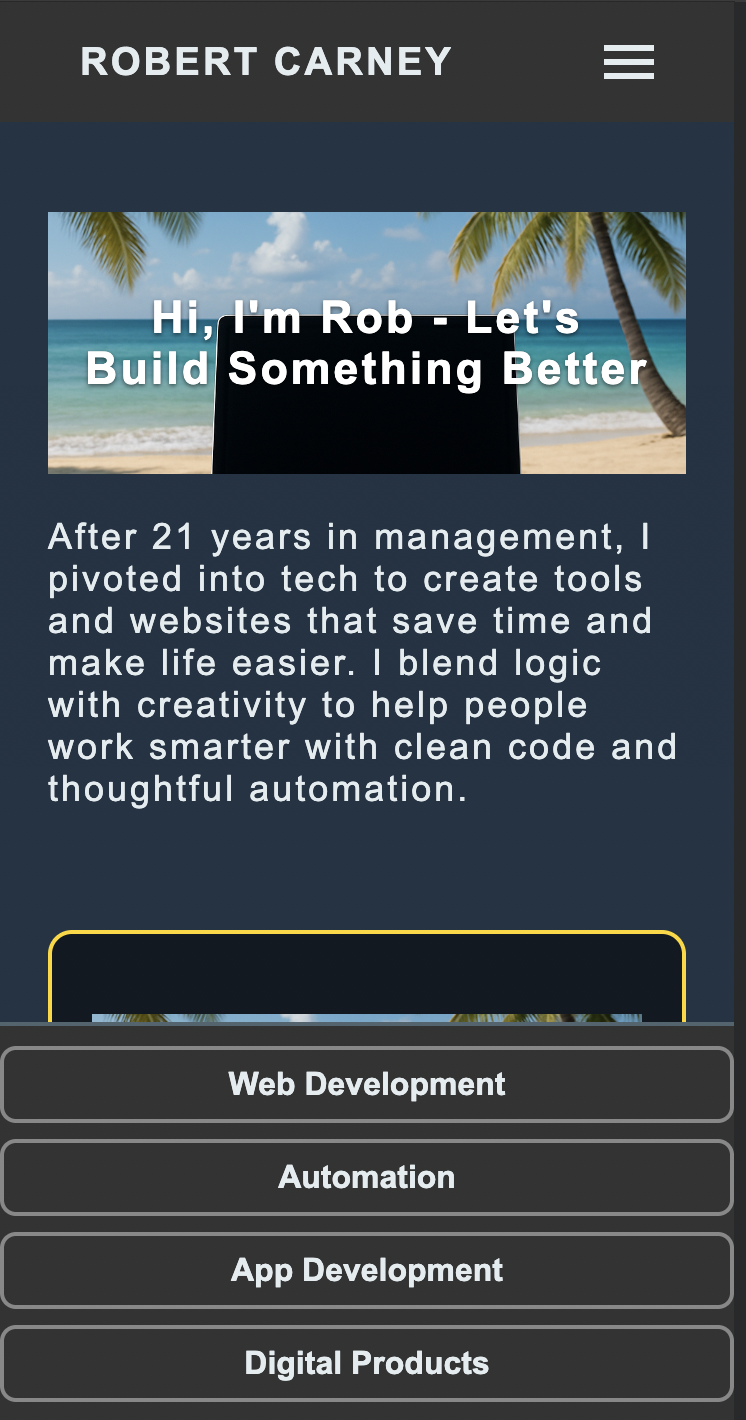 ROBERT CARNEY
Hi, I'm Rob - Let's
Build Something Better
After 21 years in management, I
pivoted into tech to create tools
and websites that save time and
make life easier. I blend logic
with creativity to help people
work smarter with clean code and
thoughtful automation.
Web Development
Automation
App Development
Digital Products